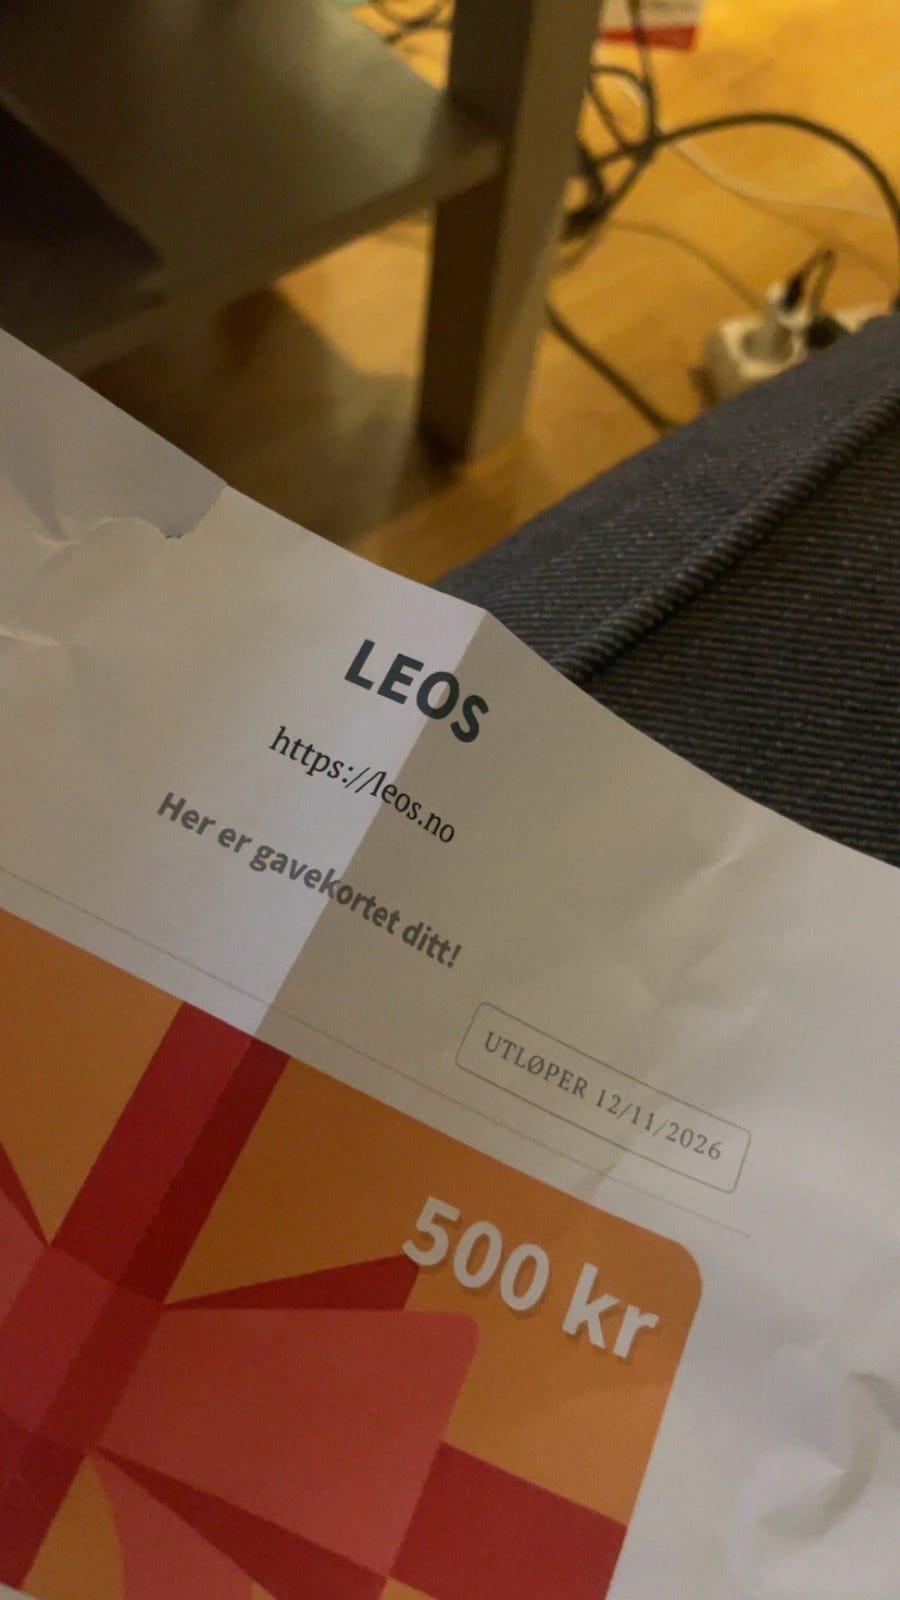 LEOS
https://leos.no
Her er gavekortet ditt!
UTLØPER 12/11/2026
500 kr